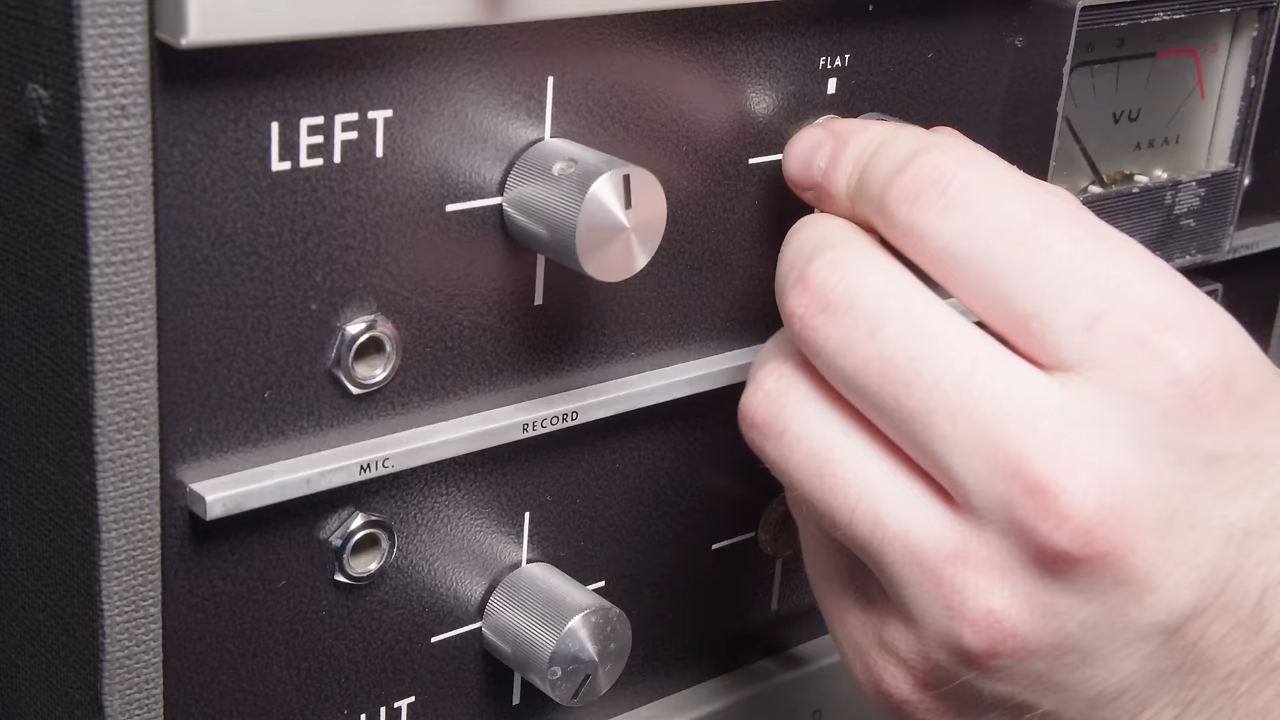 FLAT
LEFT
VU
AKAI
RECORD
MIC.